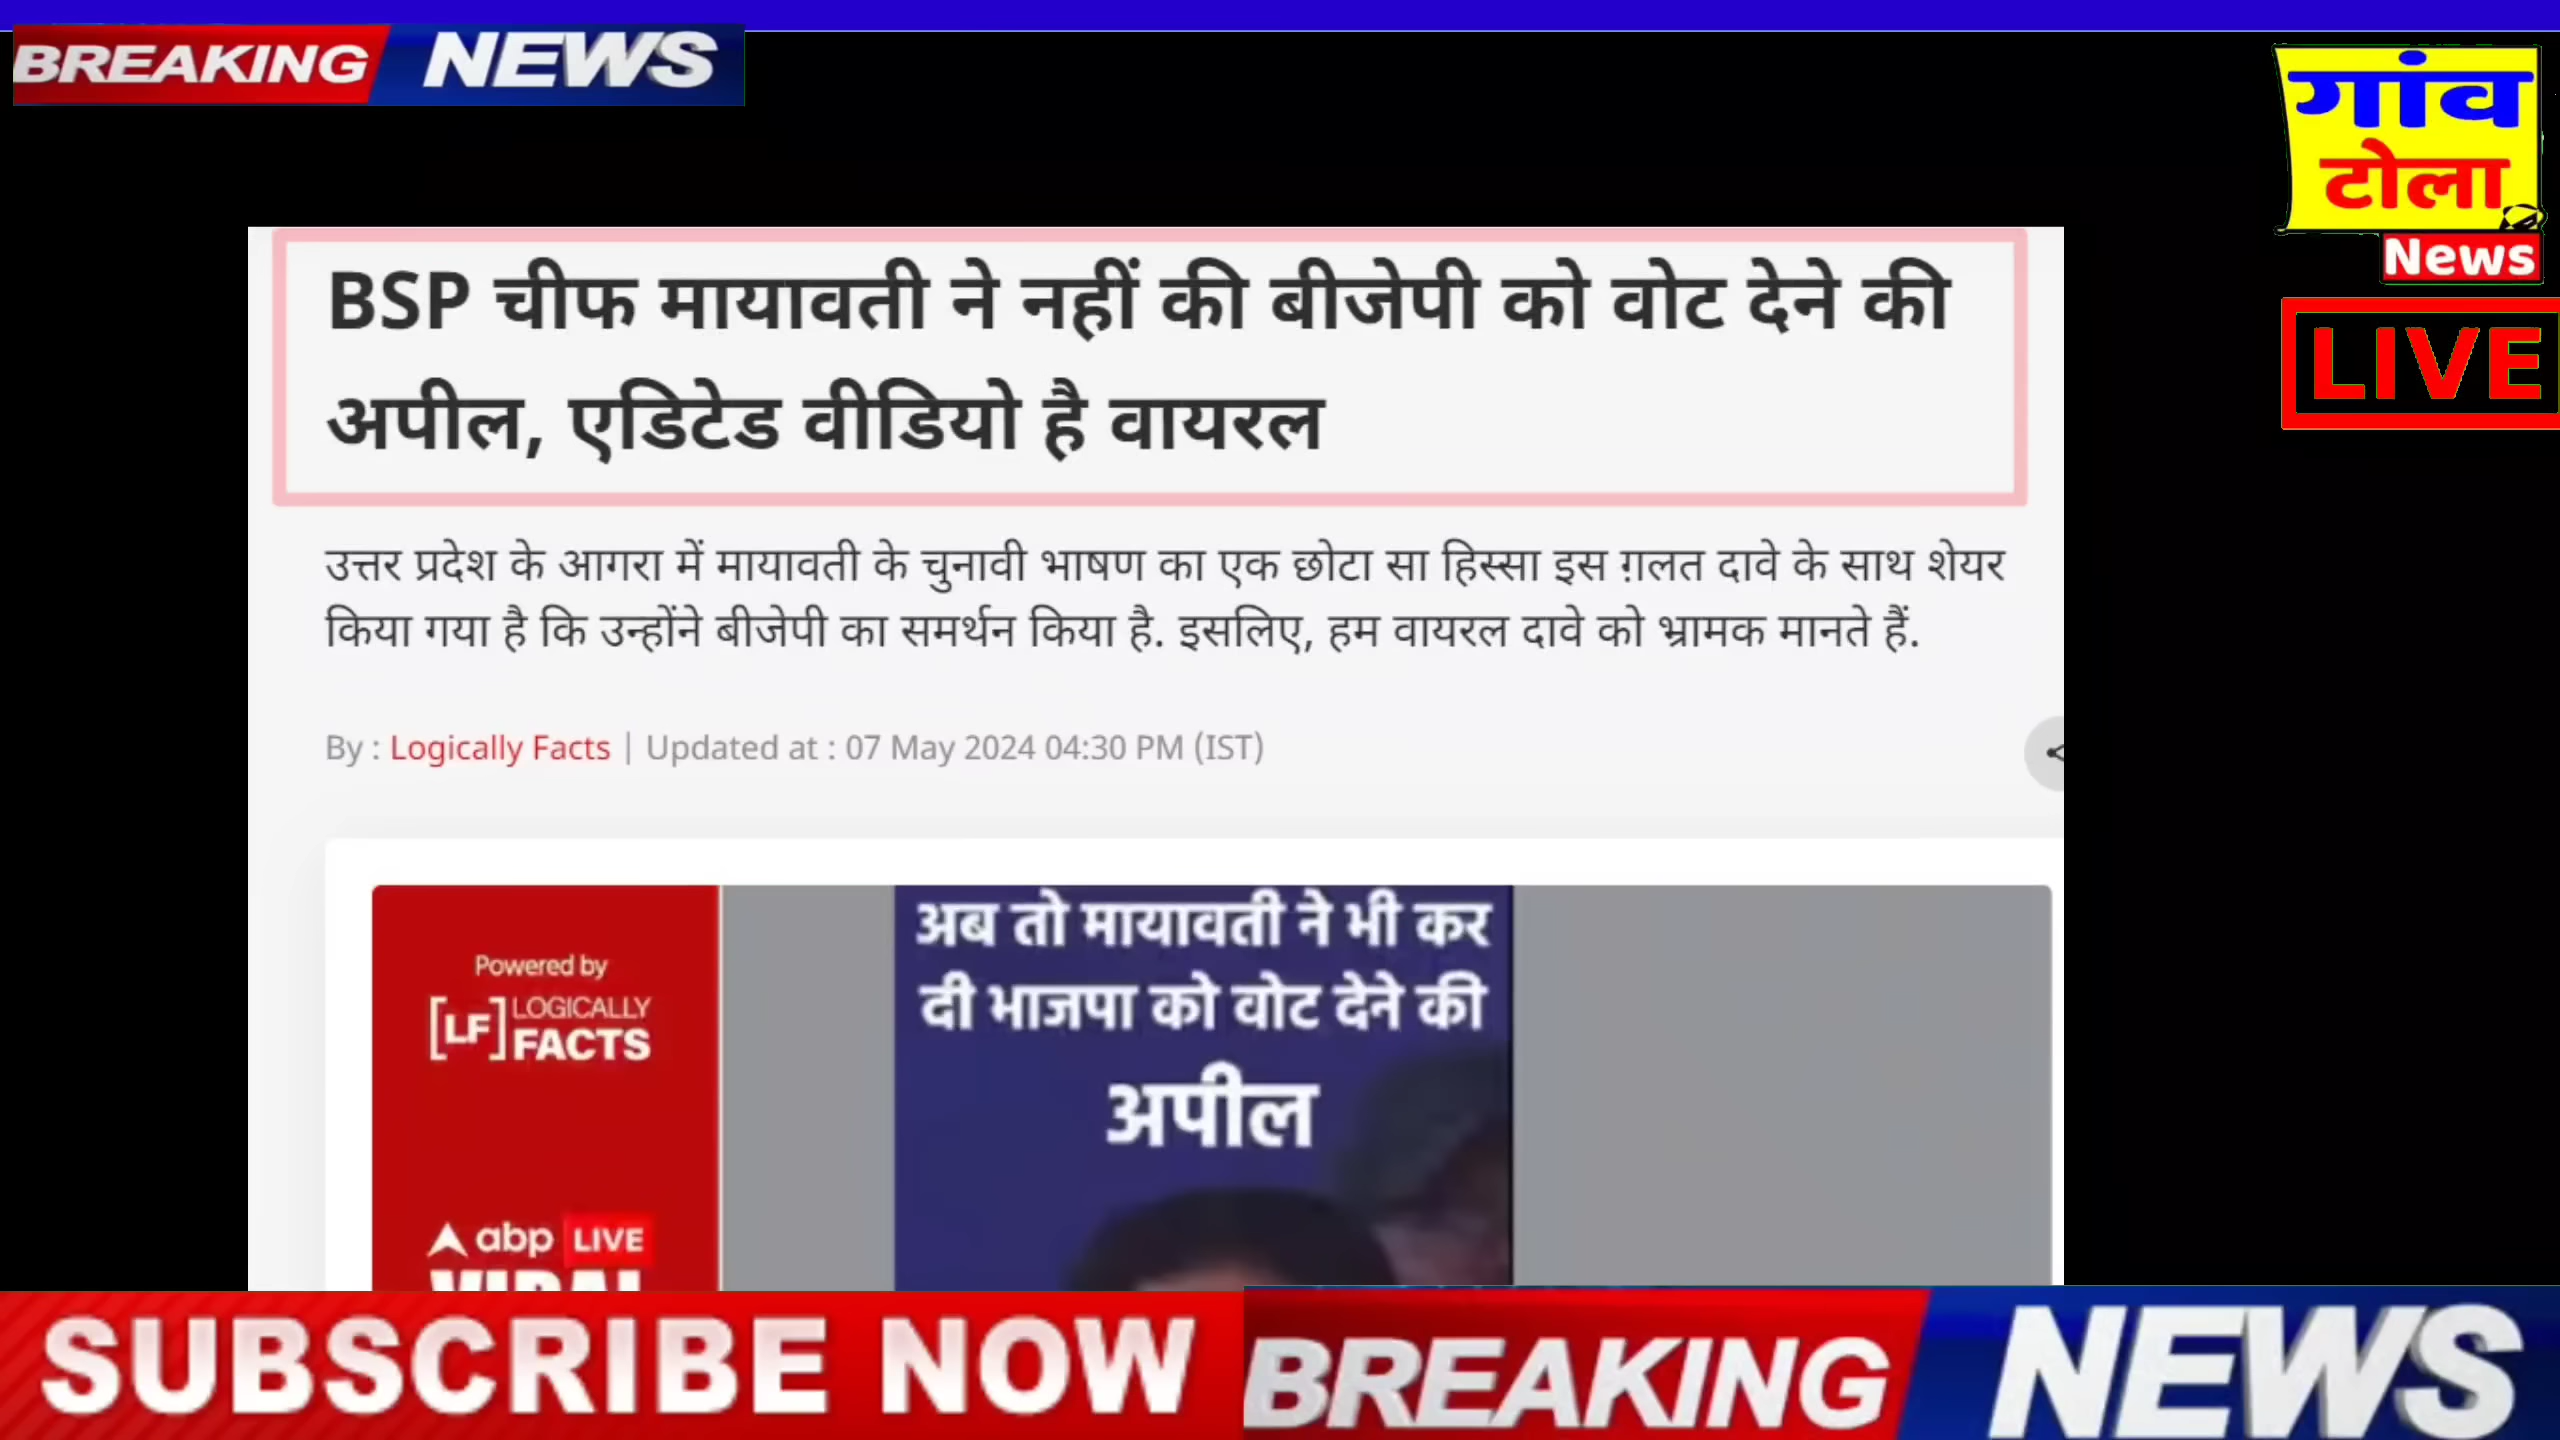 BREAKING NEWS
गांव
टोला
News
LIVE
BSP चीफ मायावती ने नहीं की बीजेपी को वोट देने की
अपील, एडिटेड वीडियो है वायरल
उत्तर प्रदेश के आगरा में मायावती के चुनावी भाषण का एक छोटा सा हिस्सा इस ग़लत दावे के साथ शेयर
किया गया है कि उन्होंने बीजेपी का समर्थन किया है. इसलिए, हम वायरल दावे को भ्रामक मानते हैं.
By : Logically Facts | Updated at : 07 May 2024 04:30 PM (IST)
Powered by
[LF] LOGICALLY
FACTS
अब तो मायावती ने भी कर
दी भाजपा को वोट देने की
अपील
abp LIVE
SUBSCRIBE NOW BREAKING NEWS